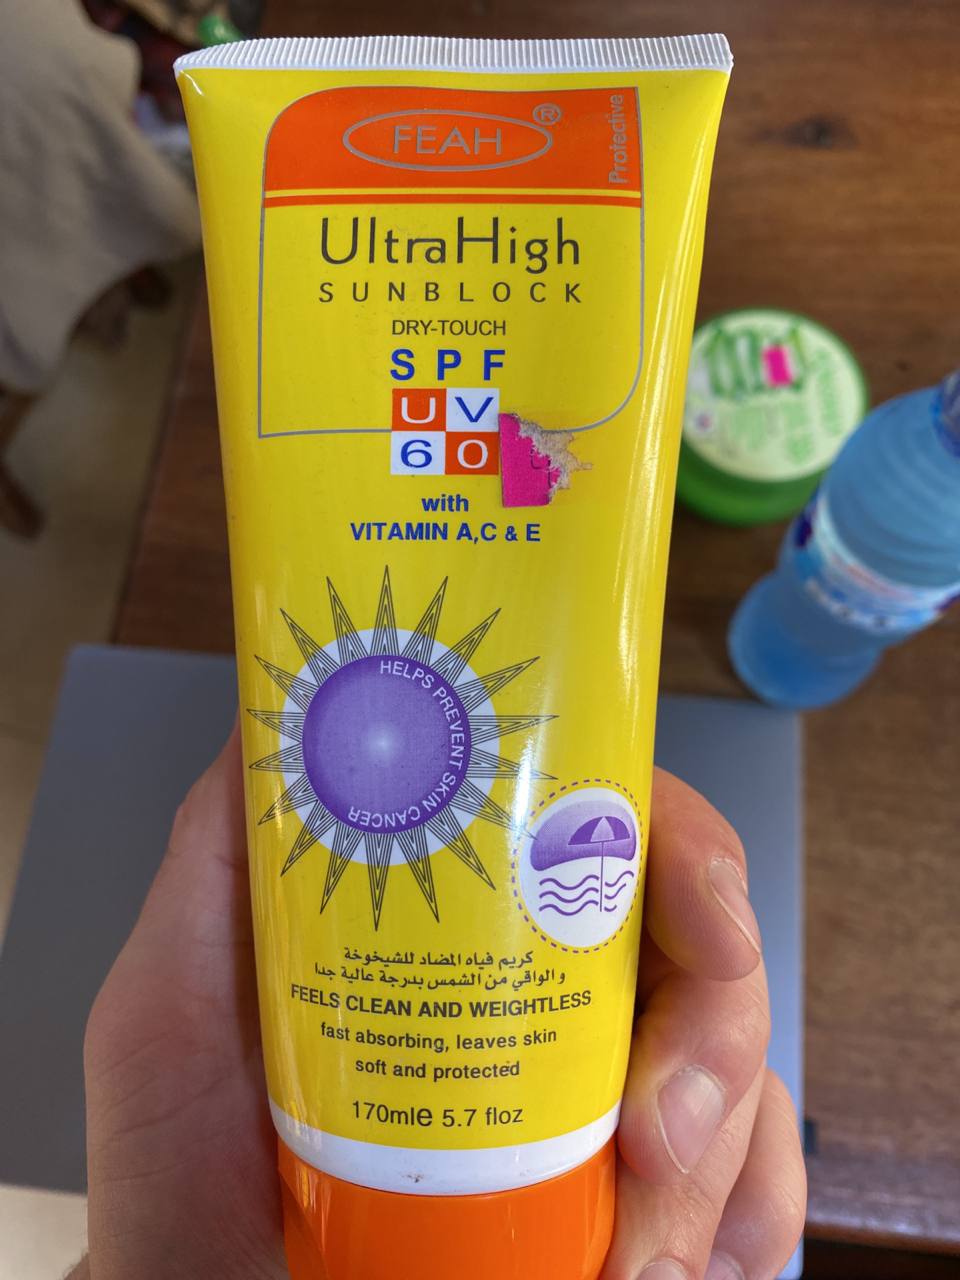 FEAH®
Protective
UltraHigh
SUNBLOCK
DRY-TOUCH
SPF
UV
60
with
VITAMIN A,C & E
HELPS PREVENT SKIN CANCER
كريم فياه المضاد للشيخوخة
و الواقي من الشمس بدرجة عالية جدا
FEELS CLEAN AND WEIGHTLESS
fast absorbing, leaves skin
soft and protected
170mle 5.7 floz